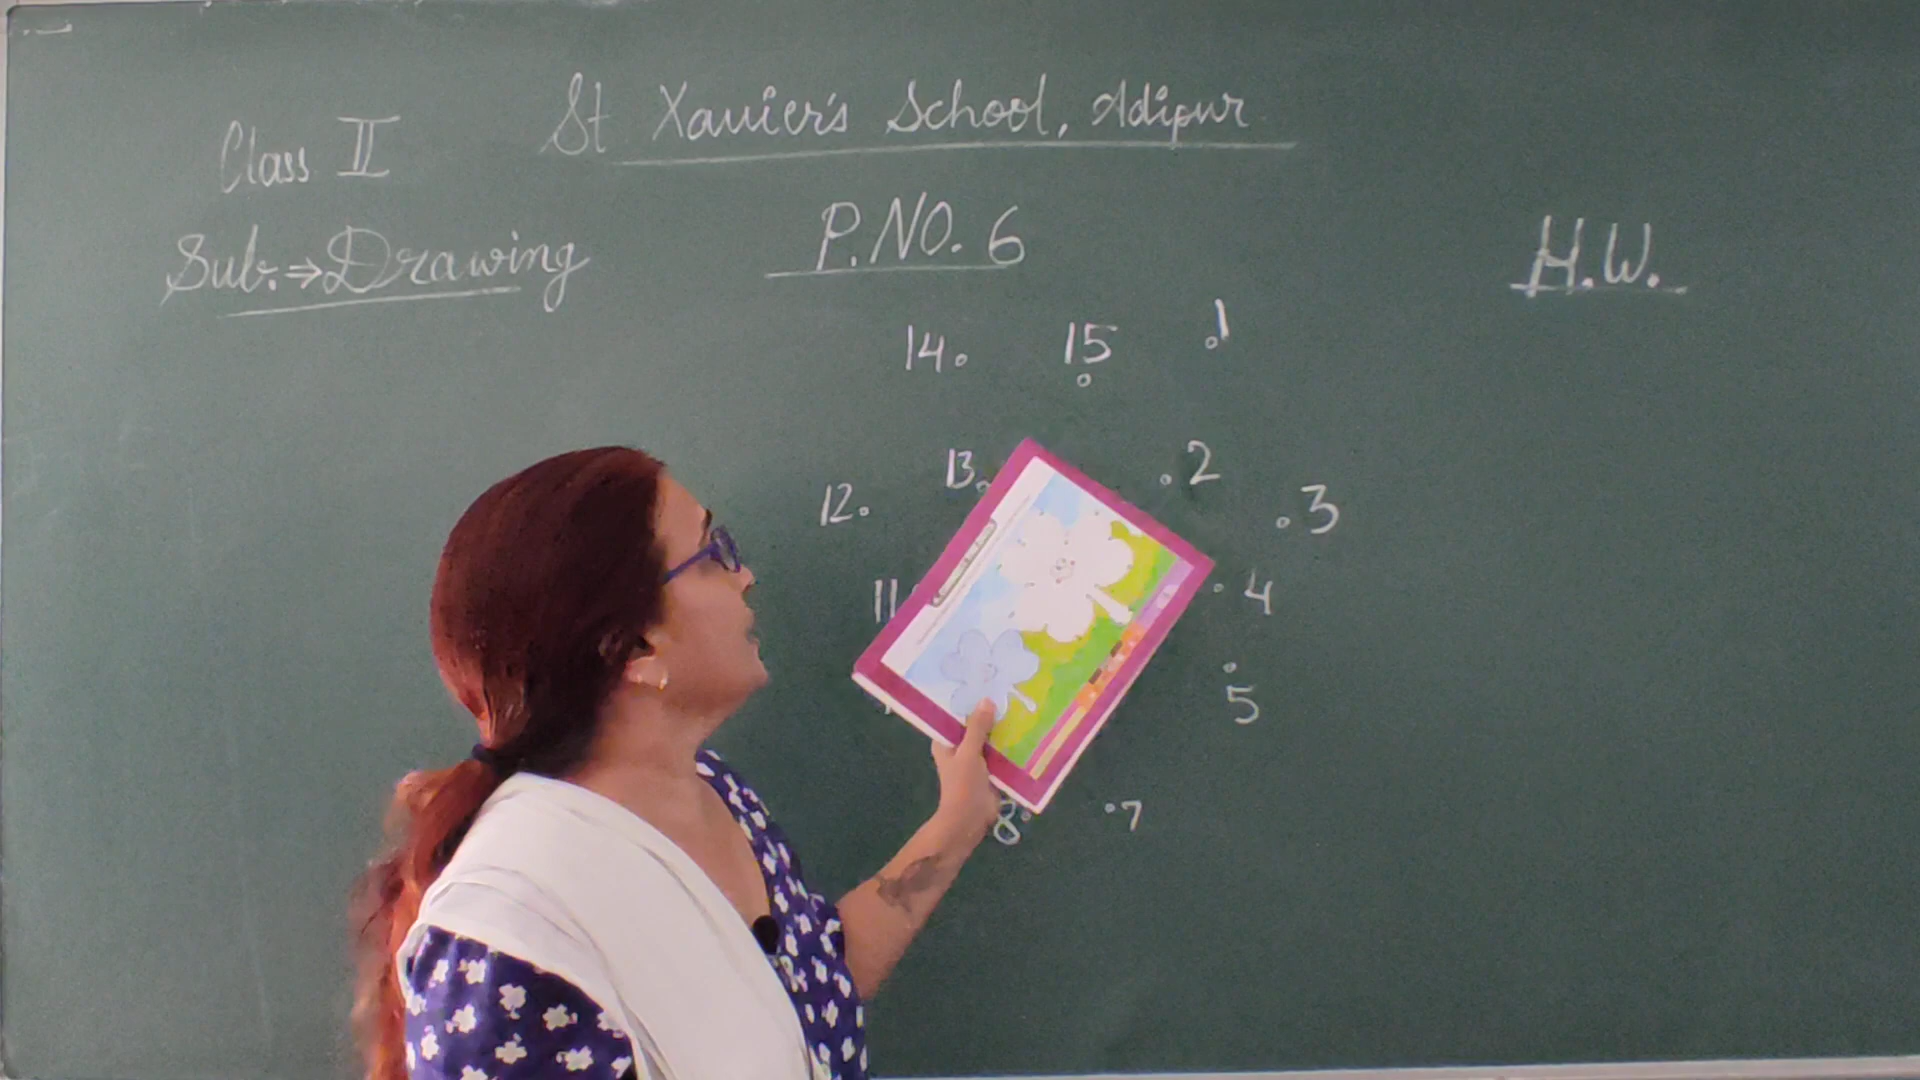 St Xavier's School, Adipur
Class II
Sub. ⇒ Drawing
P.NO. 6
H.W.
14
15
1
13
2
12
3
11
4
5
8
7